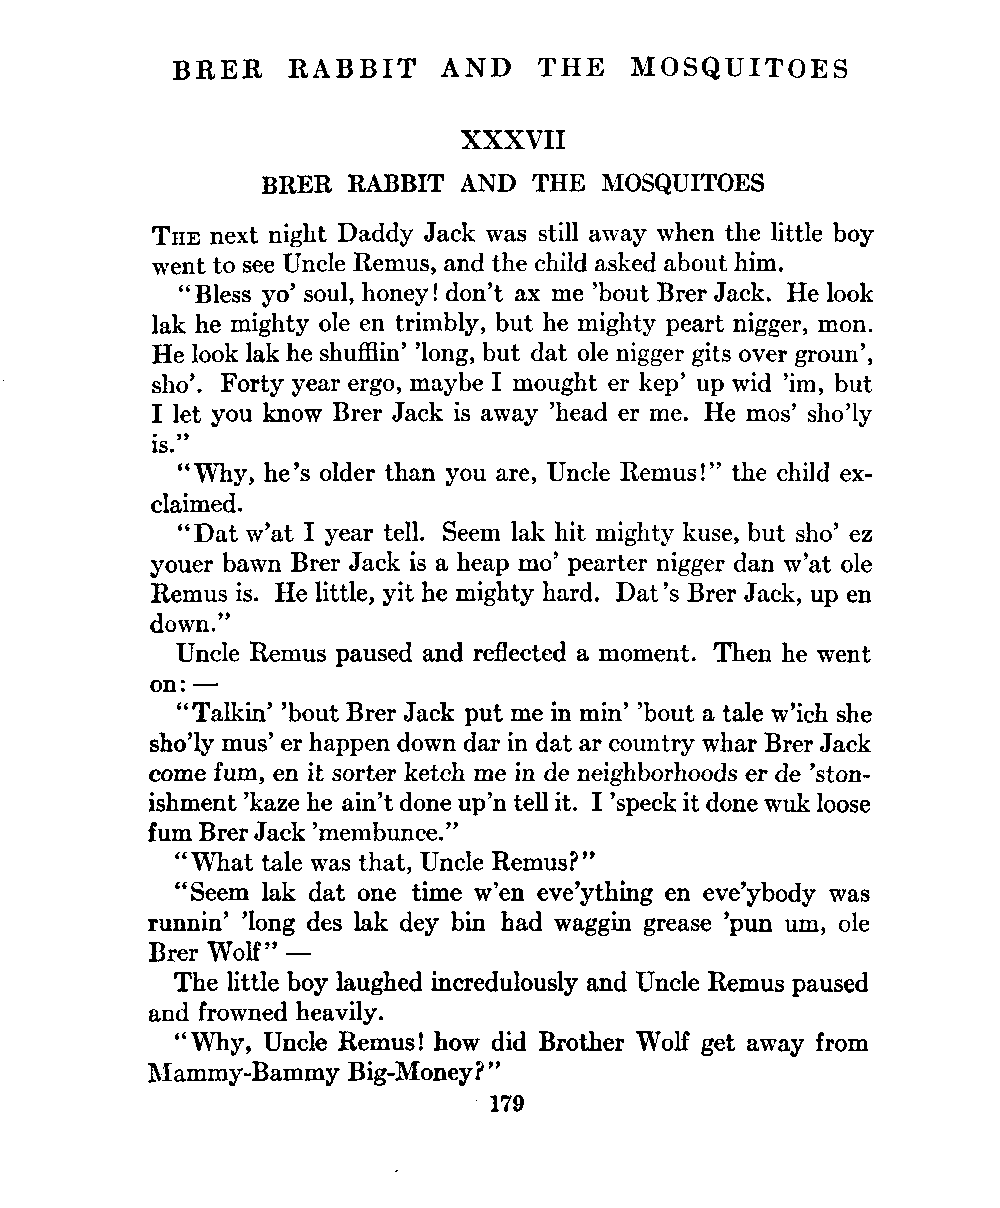 BRER RABBIT AND THE MOSQUITOES
XXXVII
BRER RABBIT AND THE MOSQUITOES
THE next night Daddy Jack was still away when the little boy
went to see Uncle Remus, and the child asked about him.
“Bless yo’ soul, honey! don’t ax me ’bout Brer Jack. He look
lak he mighty ole en trimbly, but he mighty peart nigger, mon.
He look lak he shufflin’ ’long, but dat ole nigger gits over groun’,
sho’. Forty year ergo, maybe I mought er kep’ up wid ’im, but
I let you know Brer Jack is away ’head er me. He mos’ sho’ly
is.”
“Why, he’s older than you are, Uncle Remus!” the child ex-
claimed.
“Dat w’at I year tell. Seem lak hit mighty kuse, but sho’ ez
youer bawn Brer Jack is a heap mo’ pearter nigger dan w’at ole
Remus is. He little, yit he mighty hard. Dat’s Brer Jack, up en
down.”
Uncle Remus paused and reflected a moment. Then he went
on: —
“Talkin’ ’bout Brer Jack put me in min’ ’bout a tale w’ich she
sho’ly mus’ er happen down dar in dat ar country whar Brer Jack
come fum, en it sorter ketch me in de neighborhoods er de ’ston-
ishment ’kaze he ain’t done up’n tell it. I ’speck it done wuk loose
fum Brer Jack ’membunce.”
“What tale was that, Uncle Remus?”
“Seem lak dat one time w’en eve’ything en eve’ybody was
runnin’ ’long des lak dey bin had waggin grease ’pun um, ole
Brer Wolf” —
The little boy laughed incredulously and Uncle Remus paused
and frowned heavily.
“Why, Uncle Remus! how did Brother Wolf get away from
Mammy-Bammy Big-Money?”
179